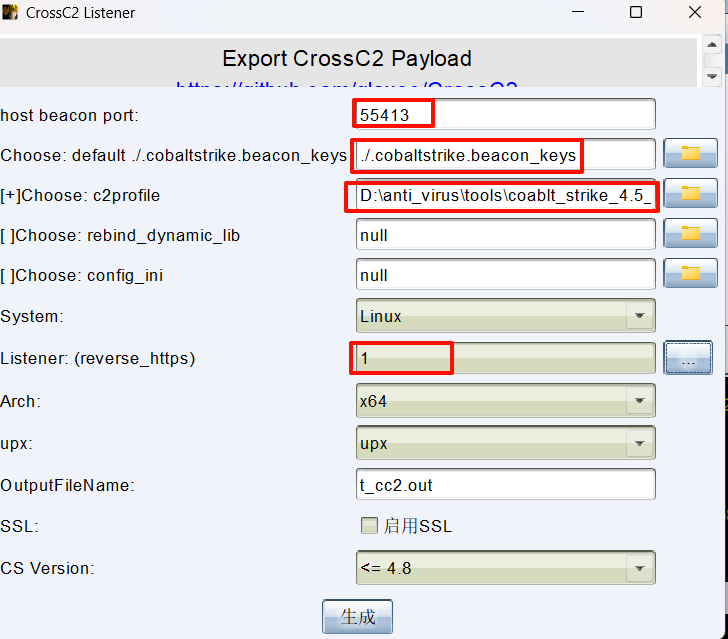 CrossC2 Listener
Export CrossC2 Payload
host beacon port: 55413
Choose: default ./.cobaltstrike.beacon_keys ./.cobaltstrike.beacon_keys
[+]Choose: c2profile D:\anti_virus\tools\coablt_strike_4.5_
[ ]Choose: rebind_dynamic_lib null
[ ]Choose: config_ini null
System: Linux
Listener: (reverse_https) 1 ...
Arch: x64
upx: upx
OutputFileName: t_cc2.out
SSL: 启用SSL
CS Version: <= 4.8
生成